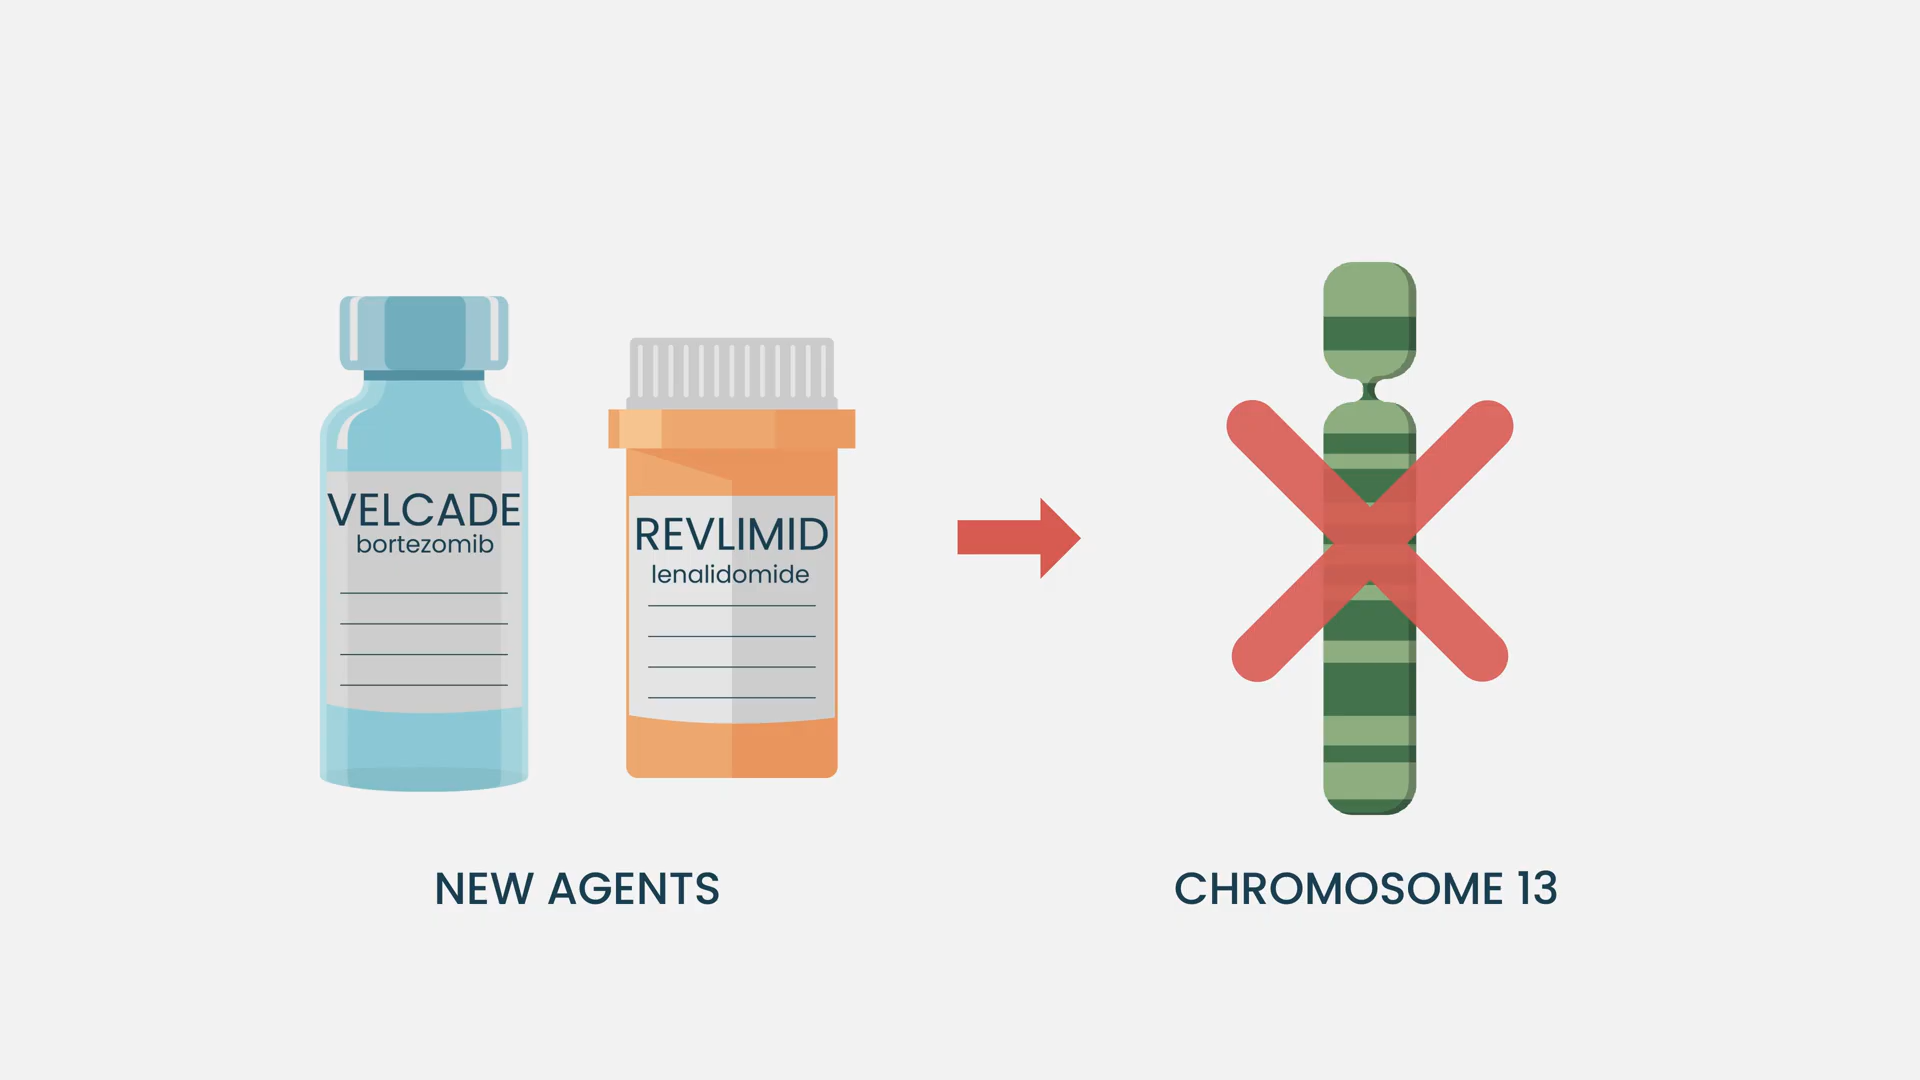 VELCADE
bortezomib
REVLIMID
lenalidomide
NEW AGENTS
CHROMOSOME 13